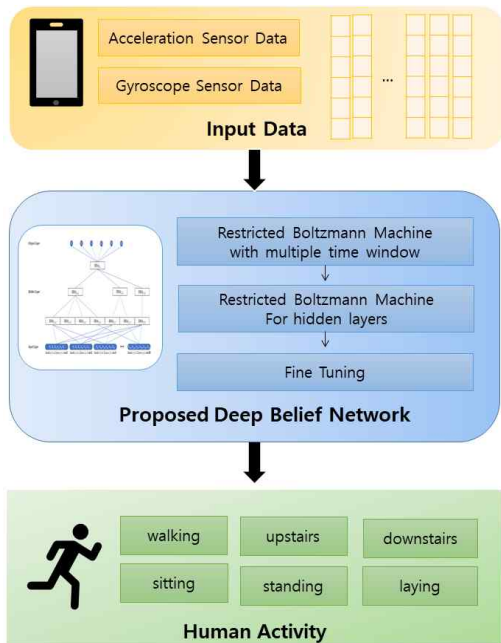 Acceleration Sensor Data
Gyroscope Sensor Data
...
Input Data
Restricted Boltzmann Machine
with multiple time window
Restricted Boltzmann Machine
For hidden layers
Fine Tuning
Proposed Deep Belief Network
walking
upstairs
downstairs
sitting
standing
laying
Human Activity